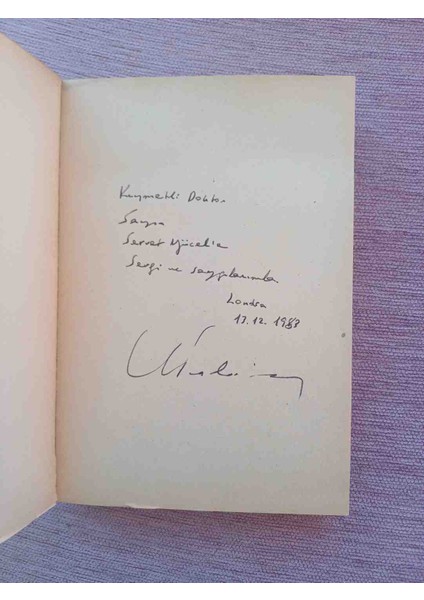 Kıymetli Doktor
Sayın
Servet Yücel'e
Sevgi ve saygılarımla
Londra
17.12.1983